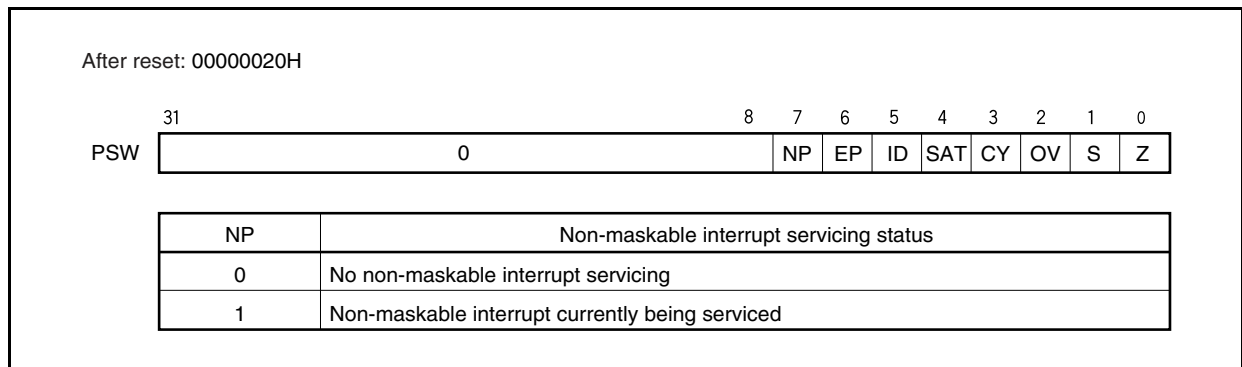 After reset: 00000020H
31 8 7 6 5 4 3 2 1 0
PSW 0 NP EP ID SAT CY OV S Z
NP Non-maskable interrupt servicing status
0 No non-maskable interrupt servicing
1 Non-maskable interrupt currently being serviced